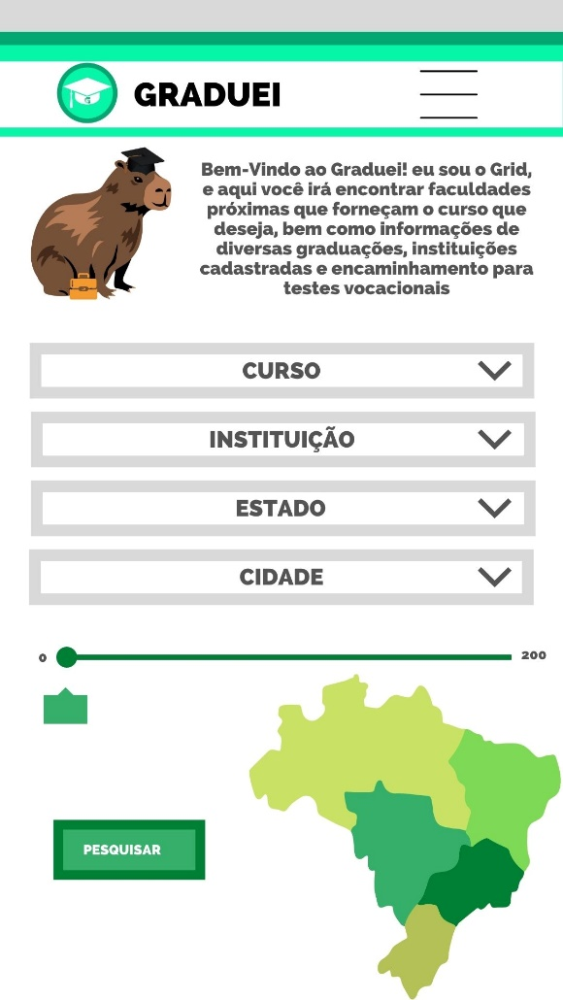 GRADUEI
Bem-Vindo ao Graduei! eu sou o Grid,
e aqui você irá encontrar faculdades
próximas que forneçam o curso que
deseja, bem como informações de
diversas graduações, instituições
cadastradas e encaminhamento para
testes vocacionais
CURSO
INSTITUIÇÃO
ESTADO
CIDADE
0
200
PESQUISAR